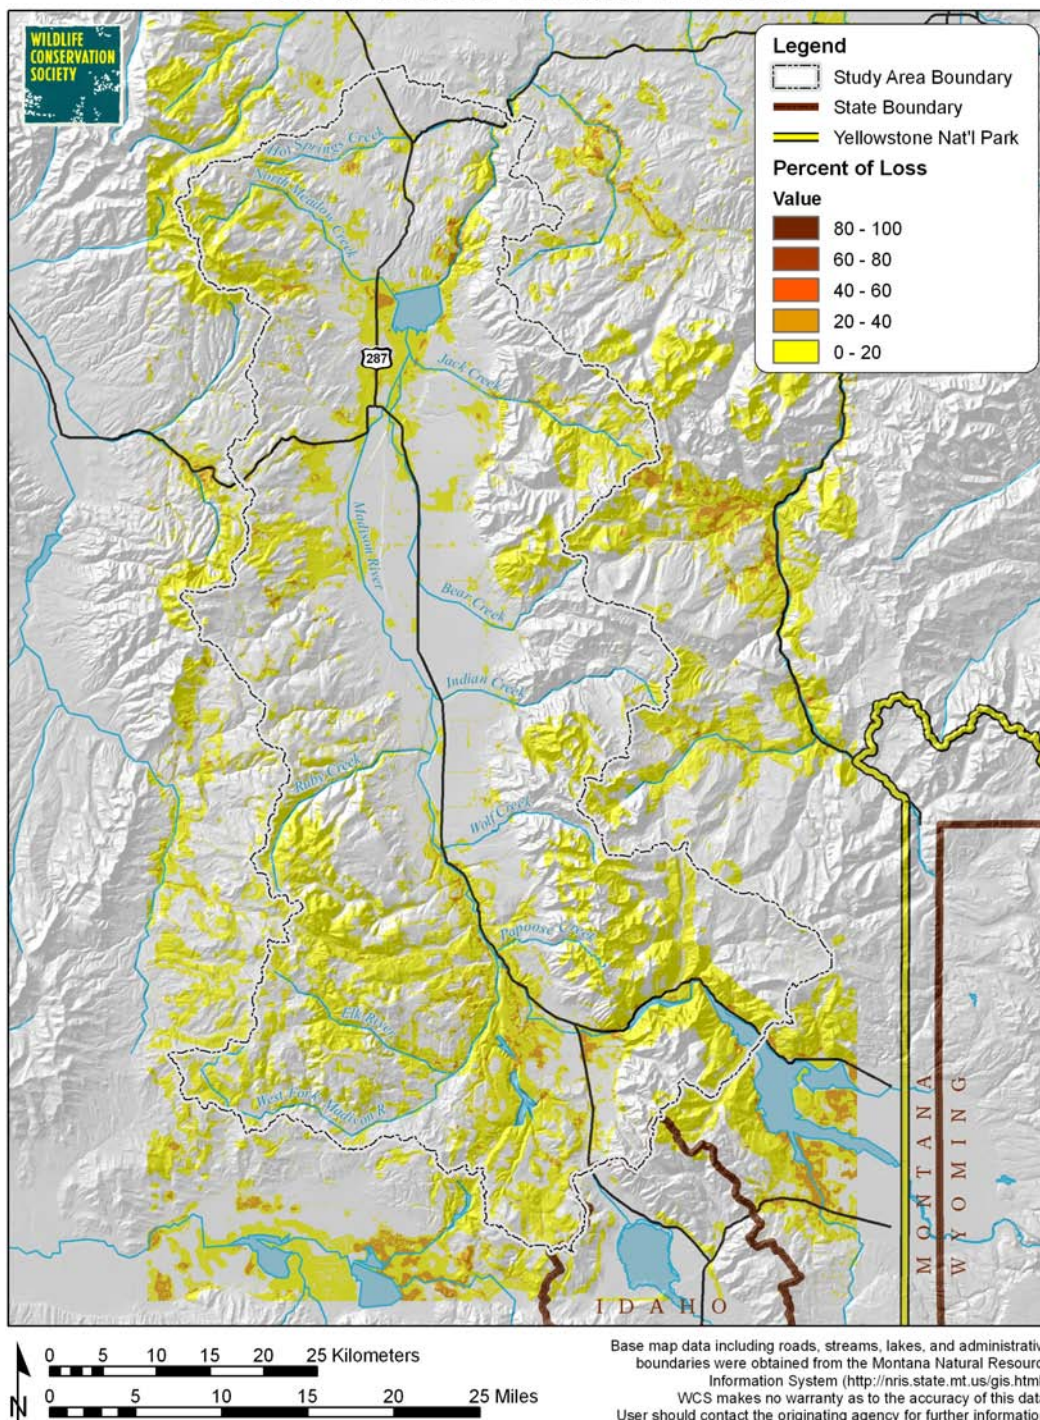 WILDLIFE
CONSERVATION
SOCIETY
Legend
Study Area Boundary
State Boundary
Yellowstone Nat'l Park
Percent of Loss
Value
80 - 100
60 - 80
40 - 60
20 - 40
0 - 20
Hot Springs Creek
North Meadow Creek
287
Jack Creek
Madison River
Bear Creek
Indian Creek
Ruby Creek
Wolf Creek
Papoose Creek
Elk River
West Fork Madison R.
MONTANA
WYOMING
IDAHO
N
0 5 10 15 20 25 Kilometers
0 5 10 15 20 25 Miles
Base map data including roads, streams, lakes, and
boundaries were obtained from the Montana Natural
Information System (http://nris.state.mt.us/gis.html
WCS makes no warranty as to the accuracy of this
User should contact the originating agency for further